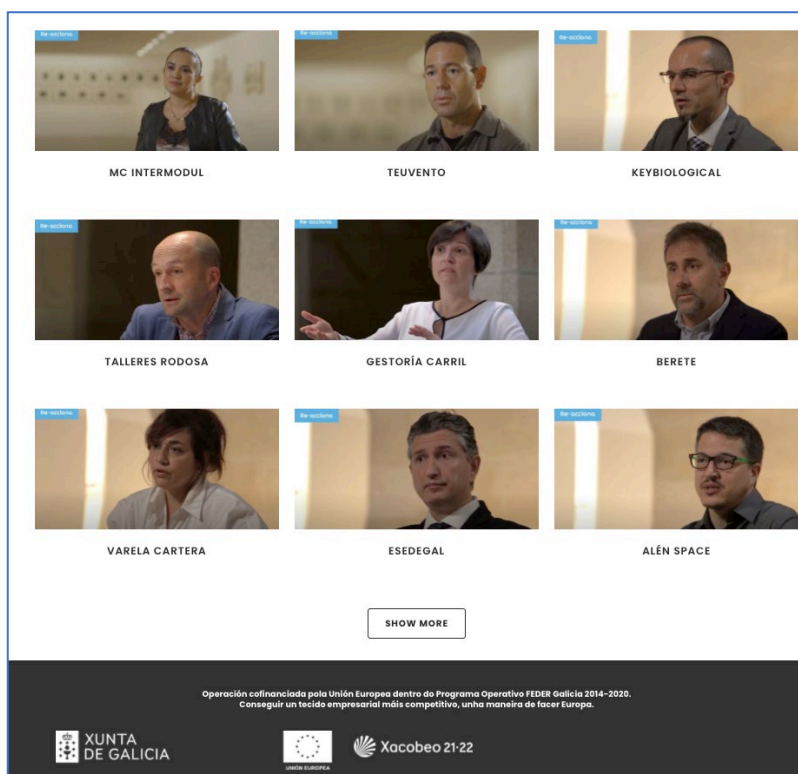 Re-acciona
Re-acciona
Re-acciona
MC INTERMODUL
TEUVENTO
KEYBIOLOGICAL
Re-acciona
Re-acciona
Re-acciona
TALLERES RODOSA
GESTORÍA CARRIL
BERETE
Re-acciona
Re-acciona
Re-acciona
VARELA CARTERA
ESEDEGAL
ALÉN SPACE
SHOW MORE
Operación cofinanciada pola Unión Europea dentro do Programa Operativo FEDER Galicia 2014-2020.
Conseguir un tecido empresarial máis competitivo, unha maneira de facer Europa.
XUNTA
DE GALICIA
UNIÓN EUROPEA
Xacobeo 21·22